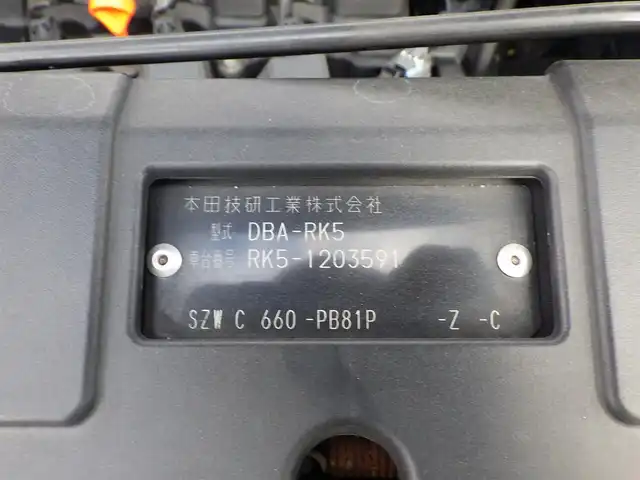 本田技研工業株式会社
型式 DBA-RK5
車台番号 RK5-1203591
SZW C 660 -PB81P -Z -C